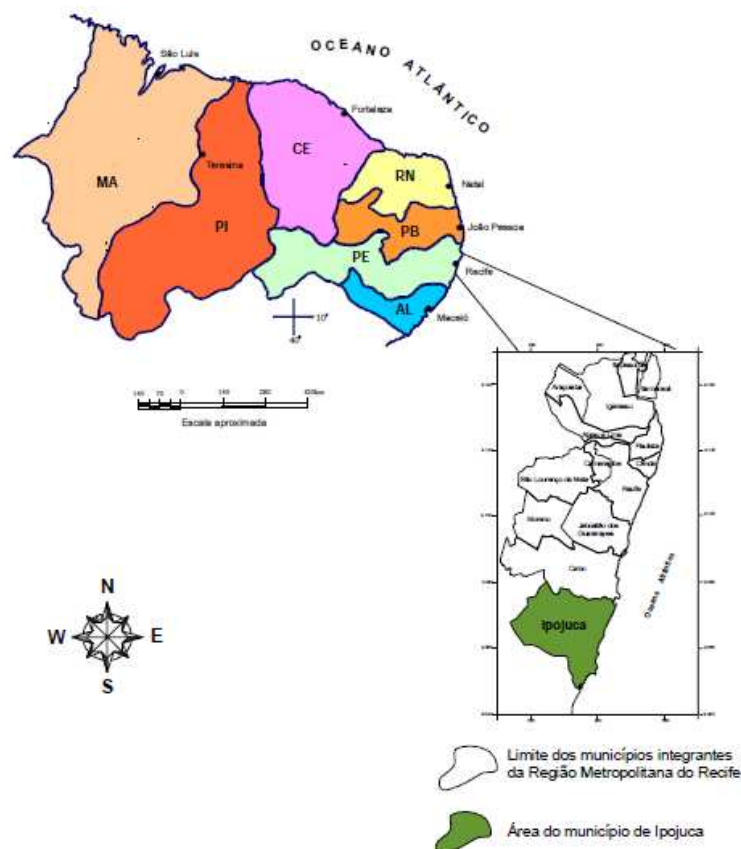 OCEANO ATLÂNTICO
São Luis
Fortaleza
Teresina
CE
MA
RN
Natal
PI
PB
João Pessoa
PE
Recife
AL
Maceió
10°
40°
Escala aproximada
Araçoiaba
Igarassu
Paulista
Camaragibe
Olinda
São Lourenço da Mata
Recife
Moreno
Jaboatão dos
Guararapes
Cabo
Oceano Atlântico
Ipojuca
N
W
E
S
Limite dos municípios integrantes
da Região Metropolitana do Recife
Área do município de Ipojuca